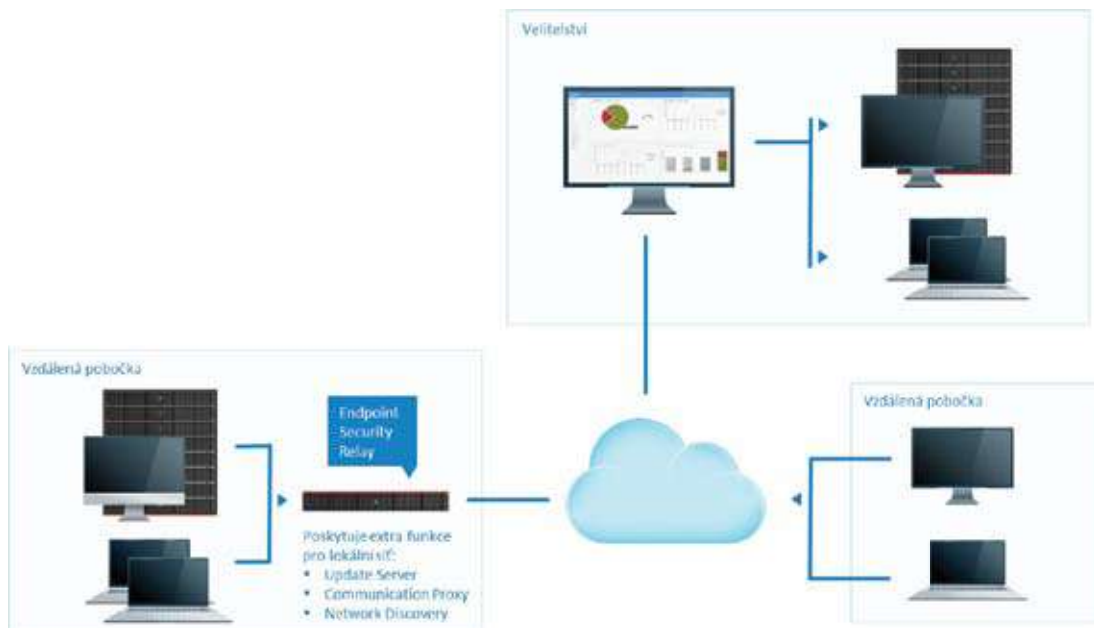 Velitelství
Vzdálená pobočka
Endpoint
Security
Relay
Poskytuje extra funkce
pro lokální síť:
• Update Server
• Communication Proxy
• Network Discovery
Vzdálená pobočka